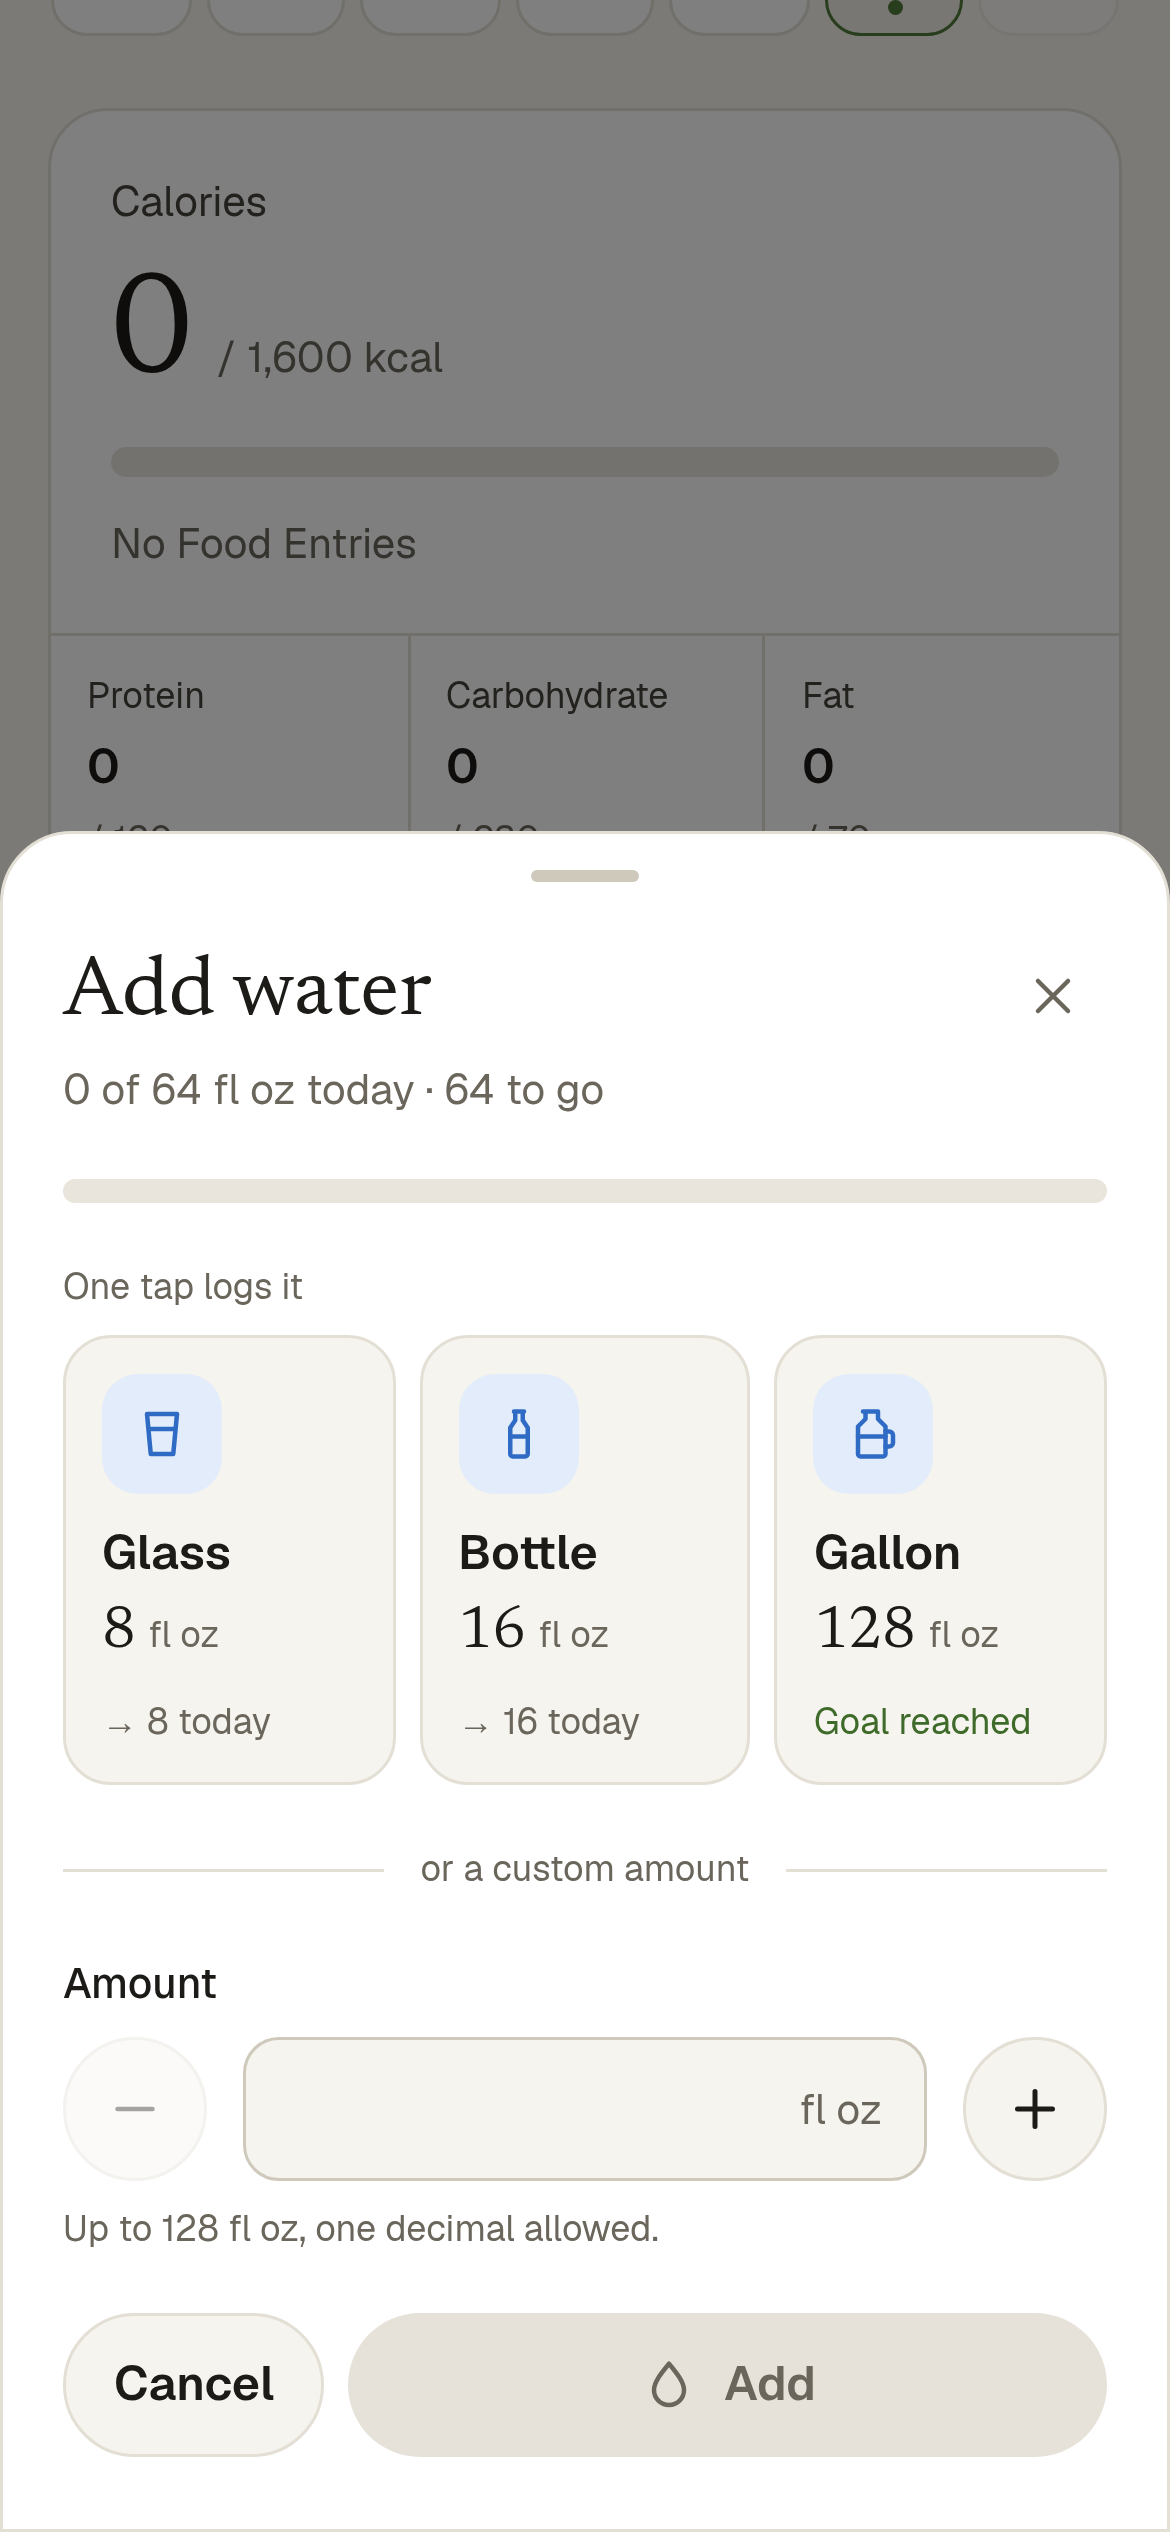 Calories
0 / 1,600 kcal
No Food Entries
Protein Carbohydrate Fat
0 0 0
Add water
0 of 64 fl oz today · 64 to go
One tap logs it
Glass Bottle Gallon
8 fl oz 16 fl oz 128 fl oz
→ 8 today → 16 today Goal reached
or a custom amount
Amount
fl oz
Up to 128 fl oz, one decimal allowed.
Cancel Add